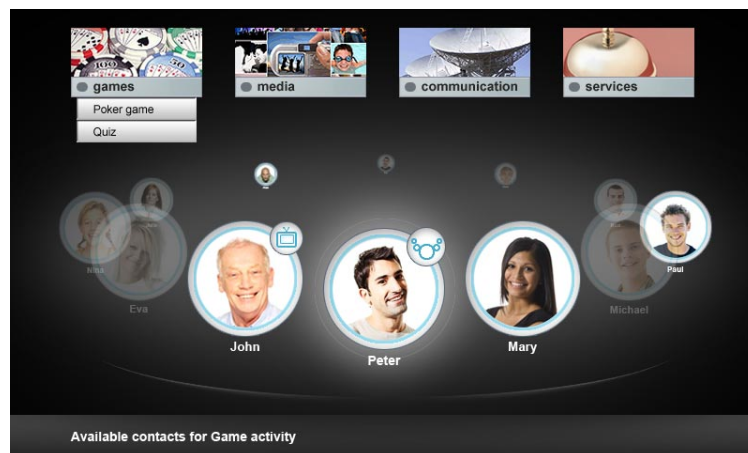 games
media
communication
services
Poker game
Quiz
Nina
Eva
John
Peter
Mary
Michael
Paul
Available contacts for Game activity